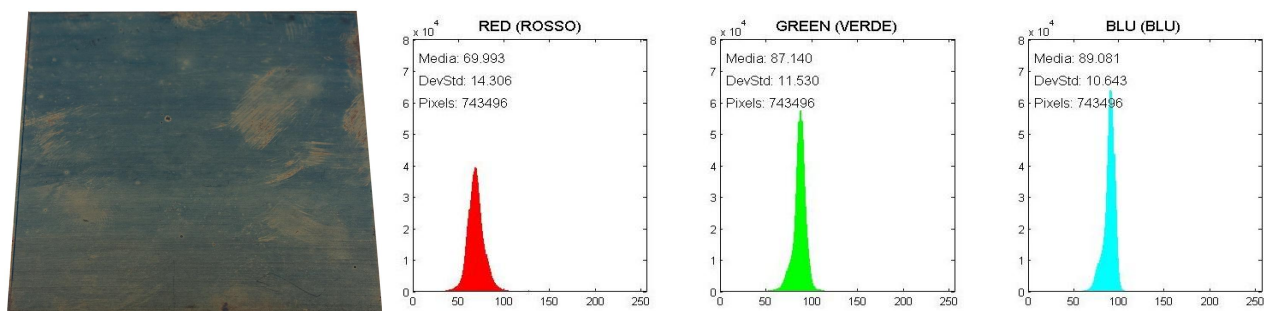 RED (ROSSO)
x 10^4
Media: 69.993
DevStd: 14.306
Pixels: 743496
8
7
6
5
4
3
2
1
0
0 50 100 150 200 250
GREEN (VERDE)
x 10^4
Media: 87.140
DevStd: 11.530
Pixels: 743496
8
7
6
5
4
3
2
1
0
0 50 100 150 200 250
BLU (BLU)
x 10^4
Media: 89.081
DevStd: 10.643
Pixels: 743496
8
7
6
5
4
3
2
1
0
0 50 100 150 200 250